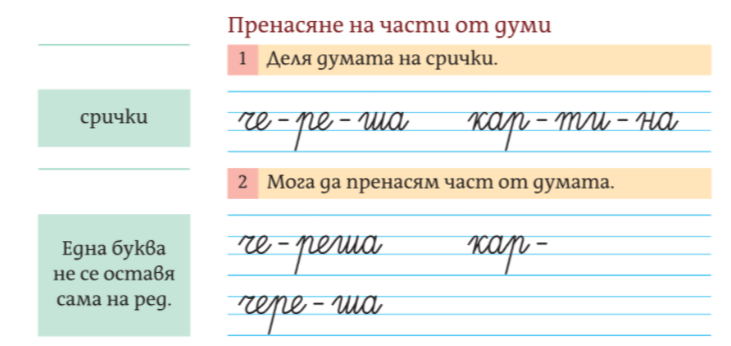 Пренасяне на части от думи
1 Деля думата на срички.
срички
че - ре - ша кар - ти - на
2 Мога да пренасям част от думата.
Една буква
не се оставя
сама на ред.
че - реша кар -
чере - ша